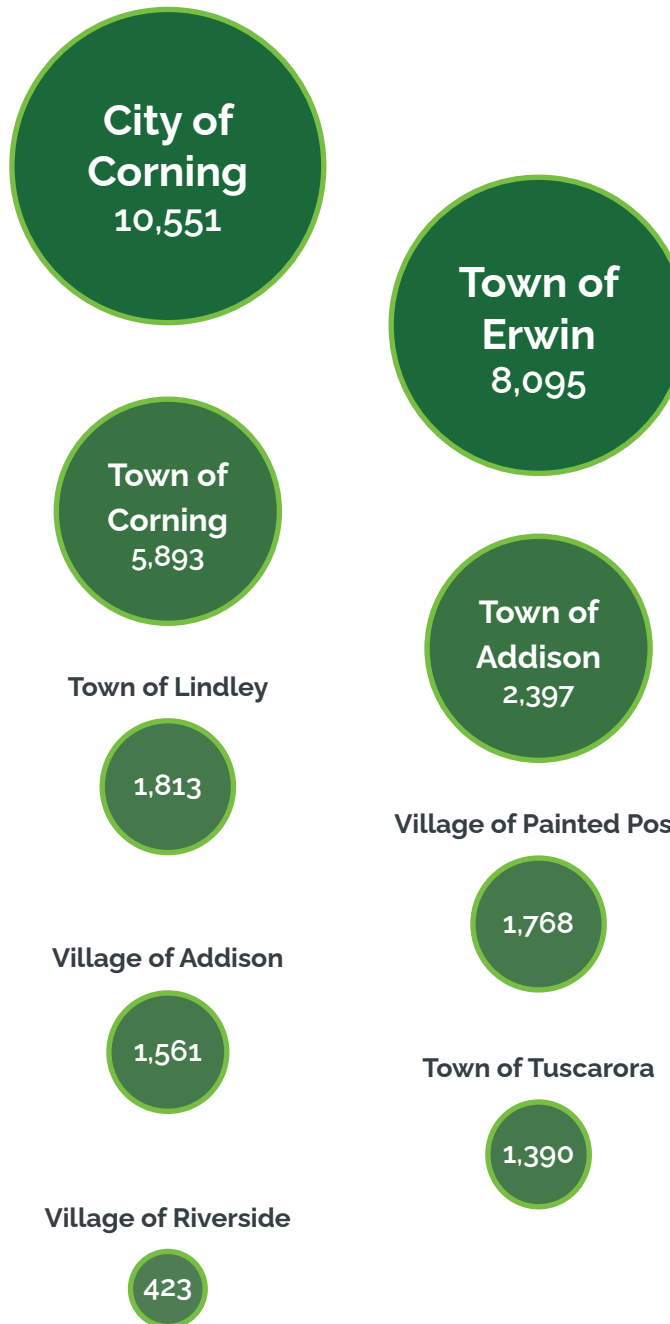 City of
Corning
10,551
Town of
Erwin
8,095
Town of
Corning
5,893
Town of
Addison
2,397
Town of Lindley
1,813
Village of Painted Pos
1,768
Village of Addison
1,561
Town of Tuscarora
1,390
Village of Riverside
423